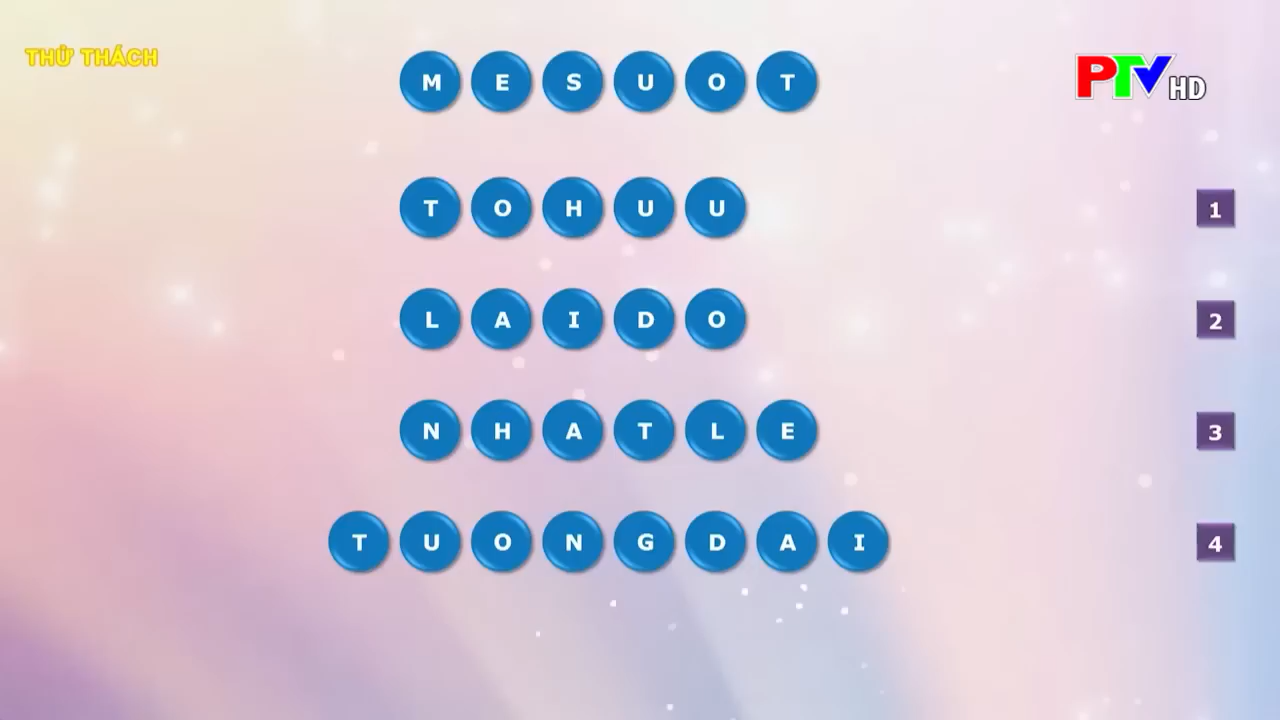 THỬ THÁCH
PTV HD
MESUOT
TOHUU 1
LAIDO 2
NHATLE 3
TUONGDAI 4